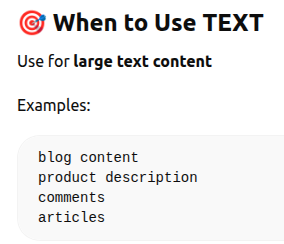 🎯 When to Use TEXT
Use for large text content
Examples:
blog content
product description
comments
articles